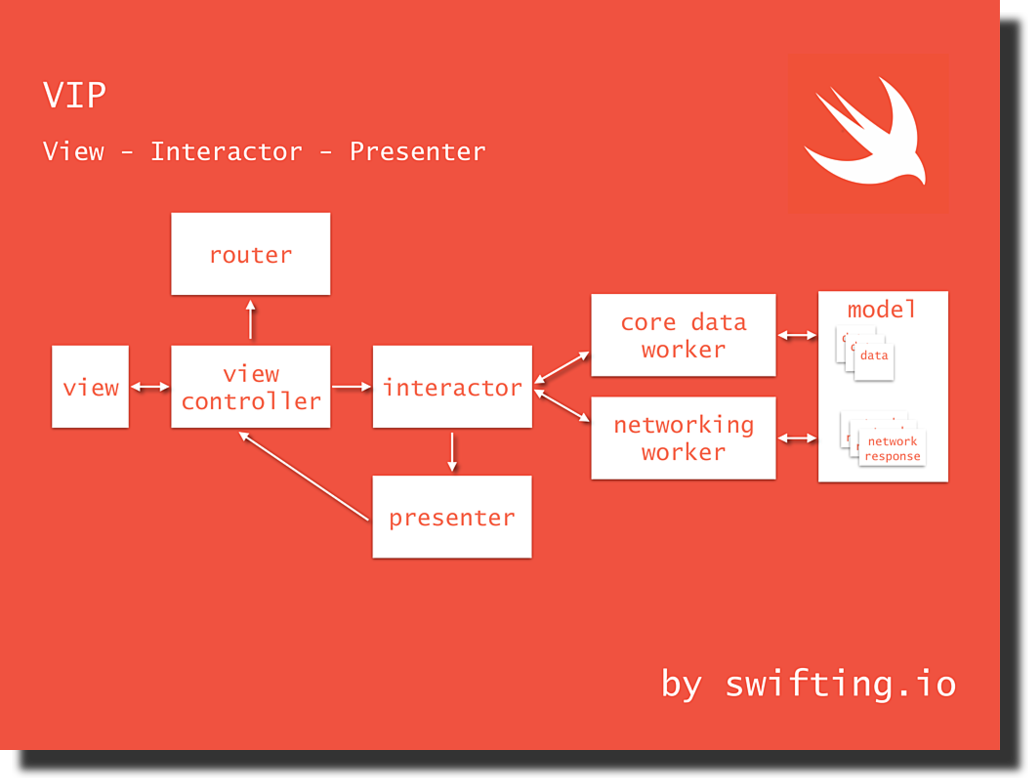 VIP
View – Interactor – Presenter
router
view
view
controller
interactor
presenter
core data
worker
networking
worker
model
data
network
response
by swifting.io